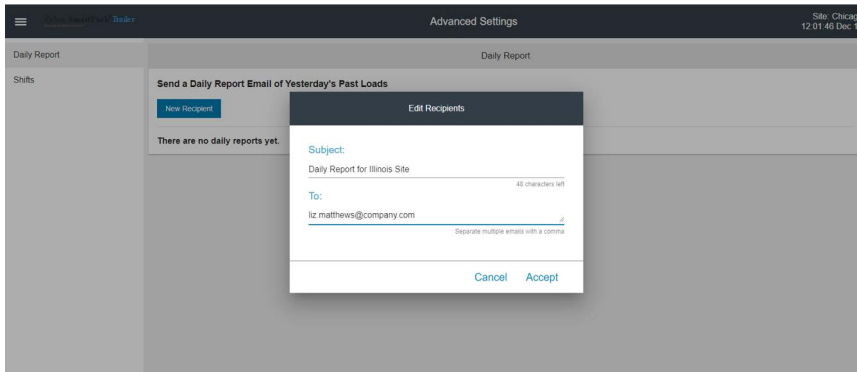 Trailer
Advanced Settings
Site: Chicag
12:01:46 Dec 1
Daily Report
Shifts
Daily Report
Send a Daily Report Email of Yesterday's Past Loads
New Recipient
There are no daily reports yet.
Edit Recipients
Subject:
Daily Report for Illinois Site
48 characters left
To:
liz.matthews@company.com
Separate multiple emails with a comma
Cancel Accept